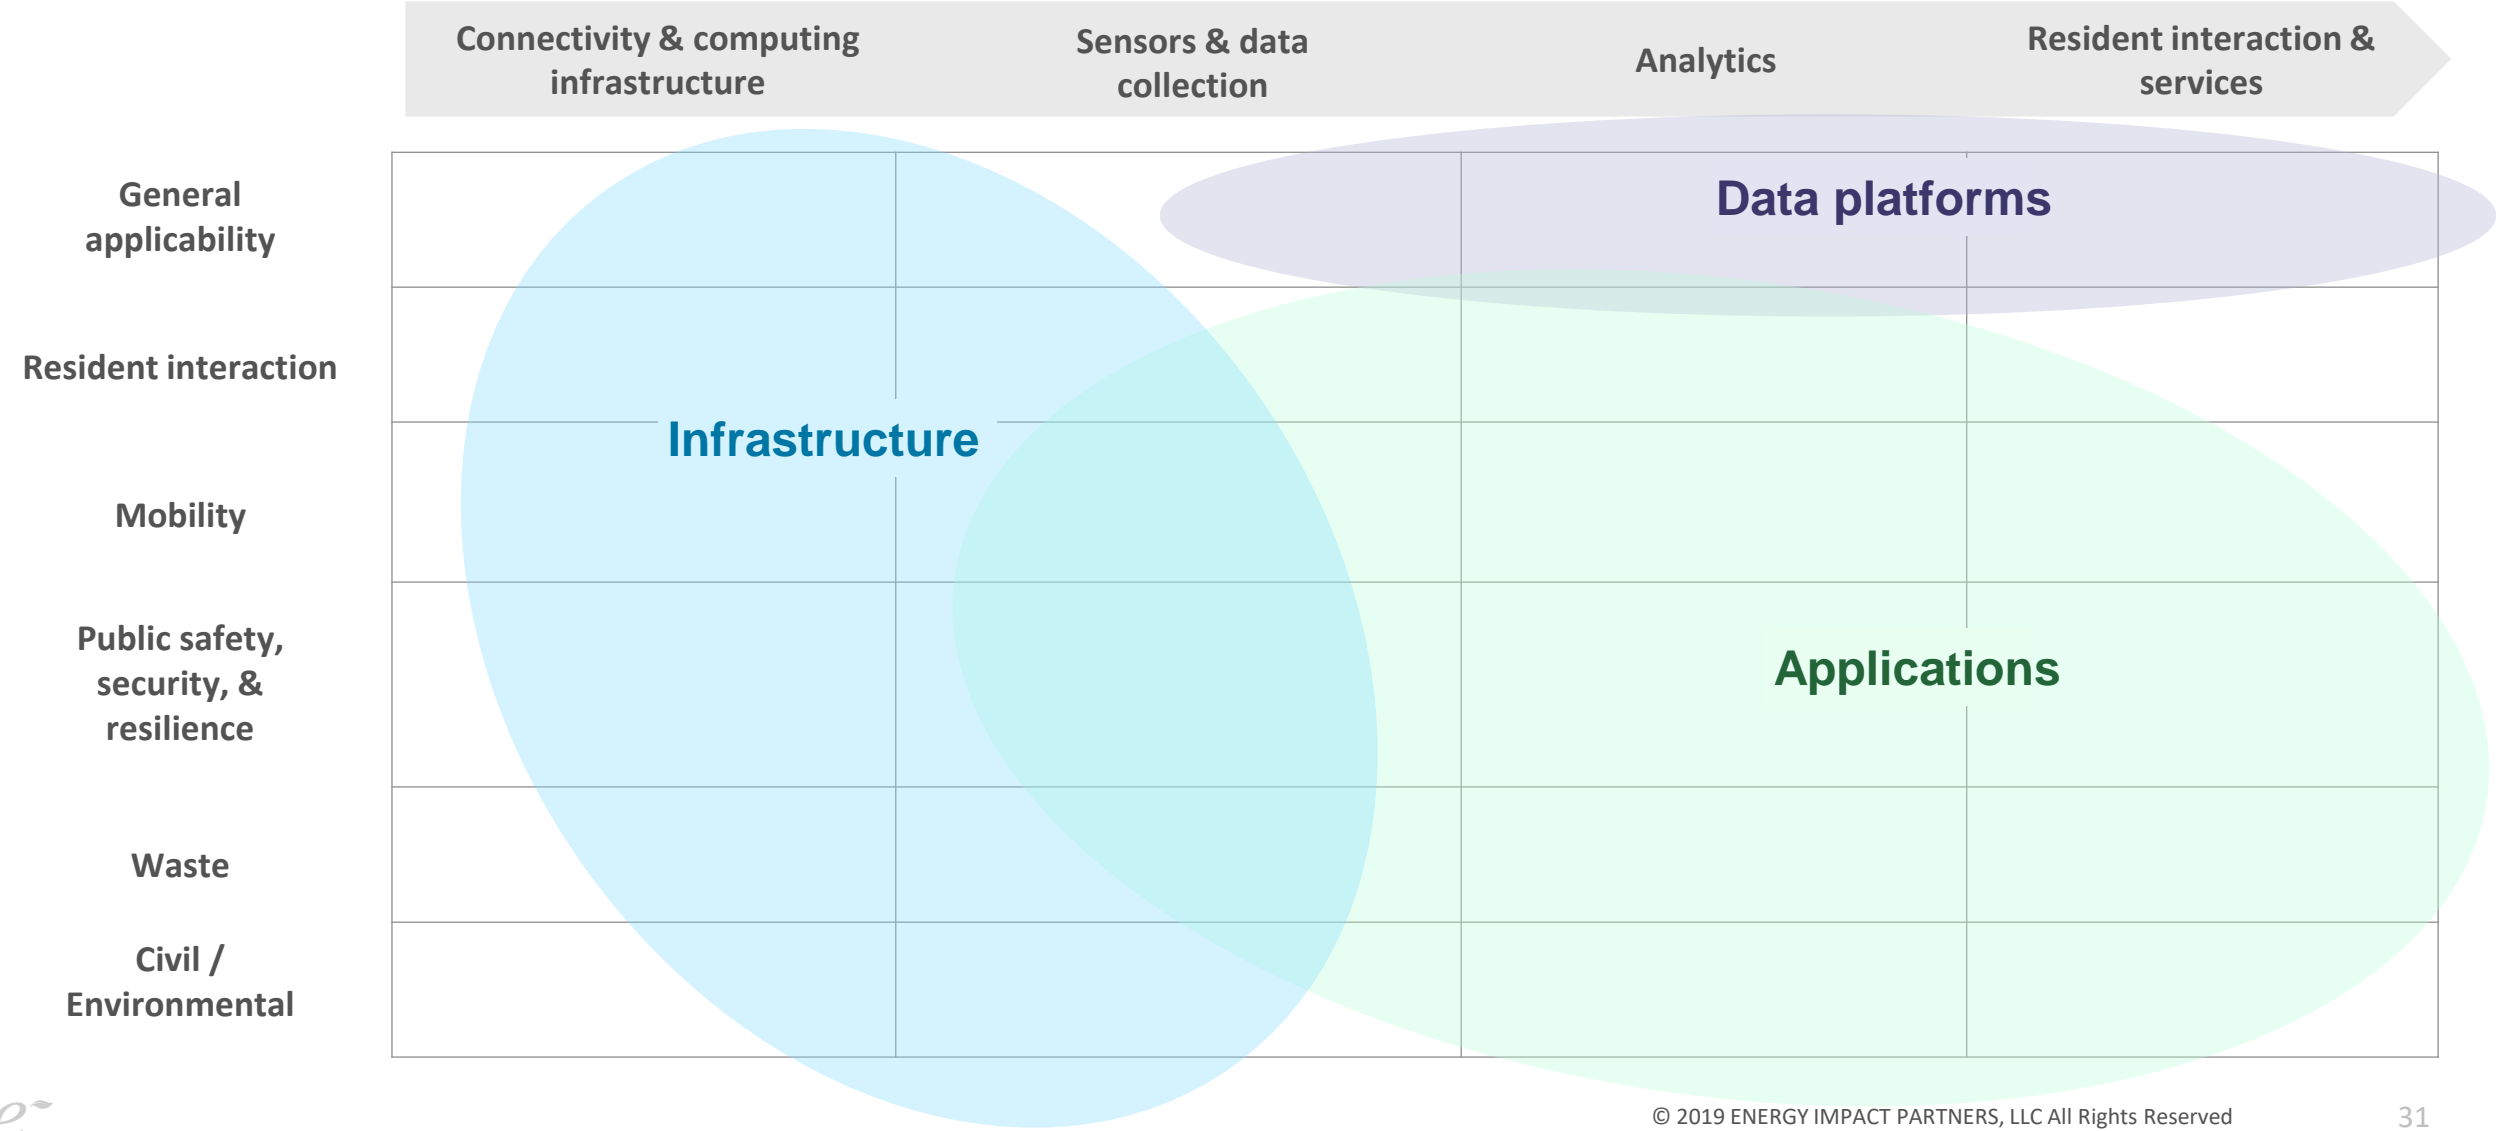 Connectivity & computing
infrastructure
Sensors & data
collection
Analytics
Resident interaction &
services
General
applicability
Data platforms
Resident interaction
Infrastructure
Mobility
Public safety,
security, &
resilience
Applications
Waste
Civil /
Environmental
© 2019 ENERGY IMPACT PARTNERS, LLC All Rights Reserved
31